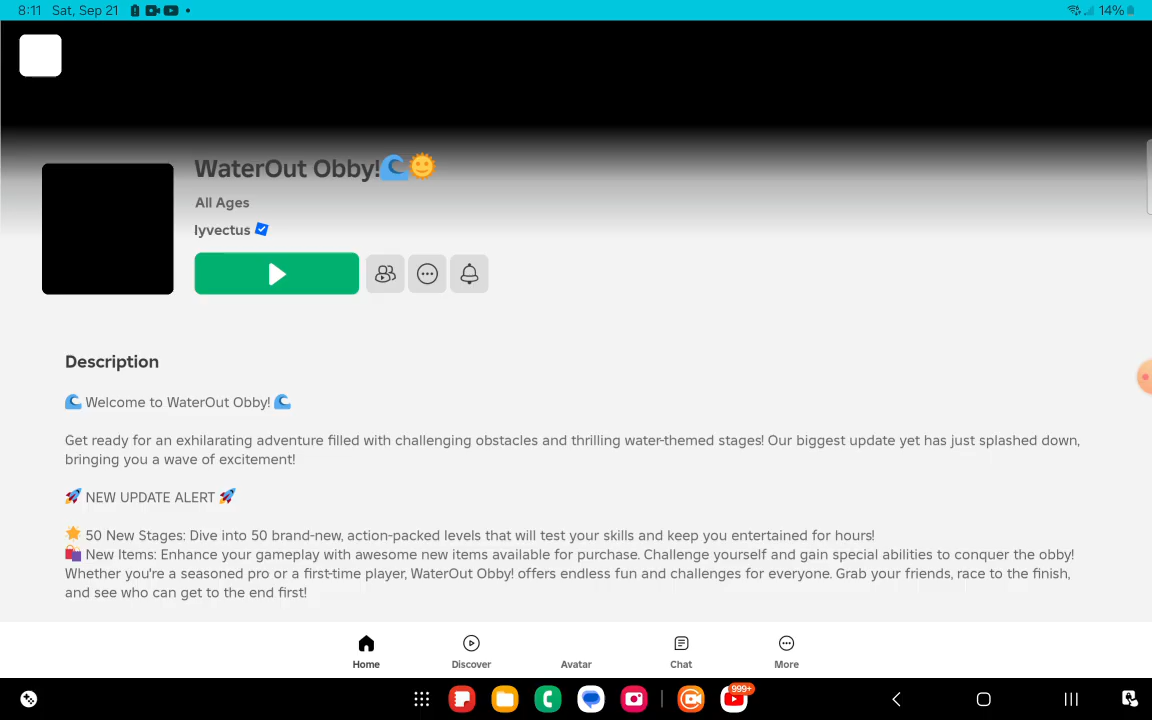 8:11 Sat, Sep 21
14%
WaterOut Obby!🌊🌞
All Ages
Iyvectus
Description
🌊 Welcome to WaterOut Obby! 🌊
Get ready for an exhilarating adventure filled with challenging obstacles and thrilling water-themed stages! Our biggest update yet has just splashed down,
bringing you a wave of excitement!
🚀 NEW UPDATE ALERT 🚀
🌟 50 New Stages: Dive into 50 brand-new, action-packed levels that will test your skills and keep you entertained for hours!
🛍️ New Items: Enhance your gameplay with awesome new items available for purchase. Challenge yourself and gain special abilities to conquer the obby!
Whether you're a seasoned pro or a first-time player, WaterOut Obby! offers endless fun and challenges for everyone. Grab your friends, race to the finish,
and see who can get to the end first!
Home Discover Avatar Chat More
999+